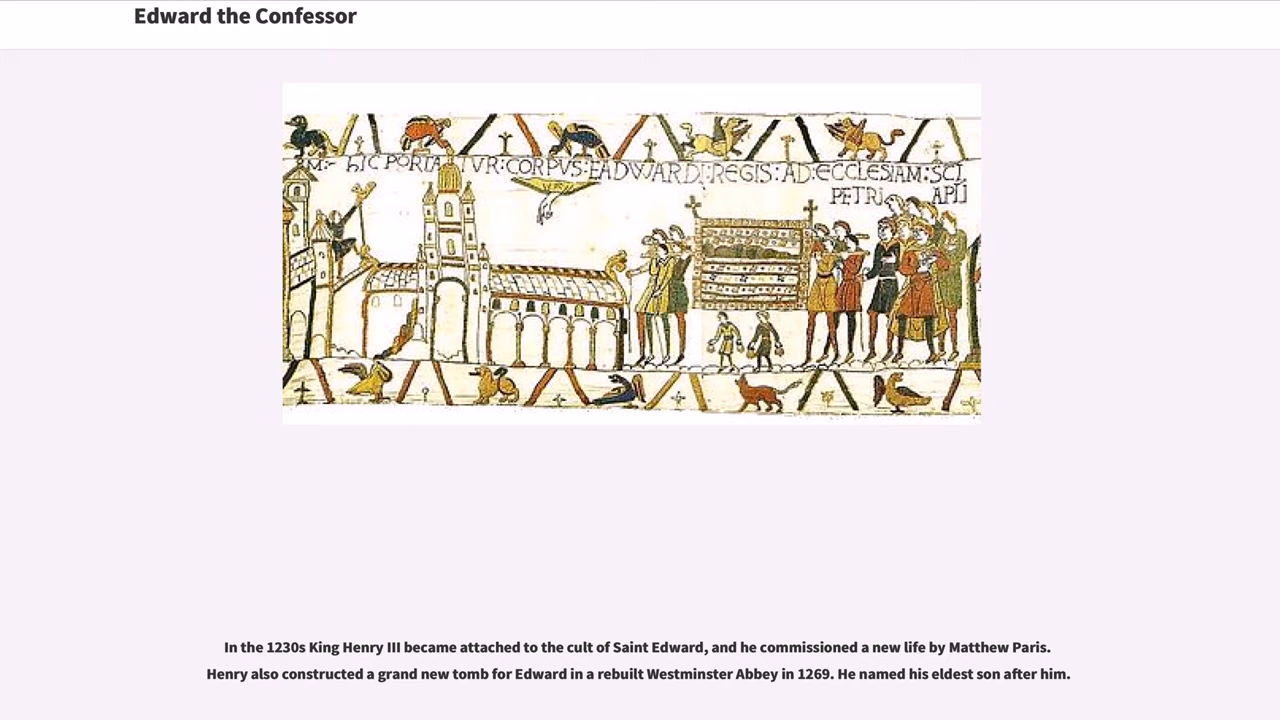 Edward the Confessor
M: HIC PORTATVR: CORPVS: EADWARDI: REGIS: AD: ECCLESIAM: SCI
PETRI APLI
In the 1230s King Henry III became attached to the cult of Saint Edward, and he commissioned a new life by Matthew Paris.
Henry also constructed a grand new tomb for Edward in a rebuilt Westminster Abbey in 1269. He named his eldest son after him.